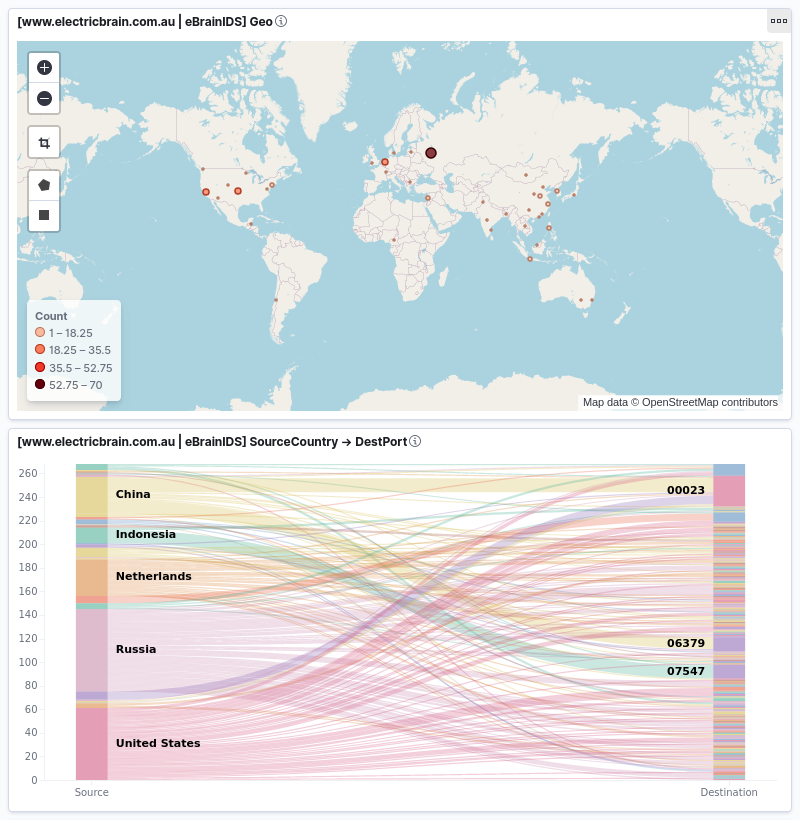 [www.electricbrain.com.au | eBrainIDS] Geo
Count
1 – 18.25
18.25 – 35.5
35.5 – 52.75
52.75 – 70
Map data © OpenStreetMap contributors
[www.electricbrain.com.au | eBrainIDS] SourceCountry → DestPort
260
240
220
200
180
160
140
120
100
80
60
40
20
0
China
Indonesia
Netherlands
Russia
United States
00023
06379
07547
Source
Destination